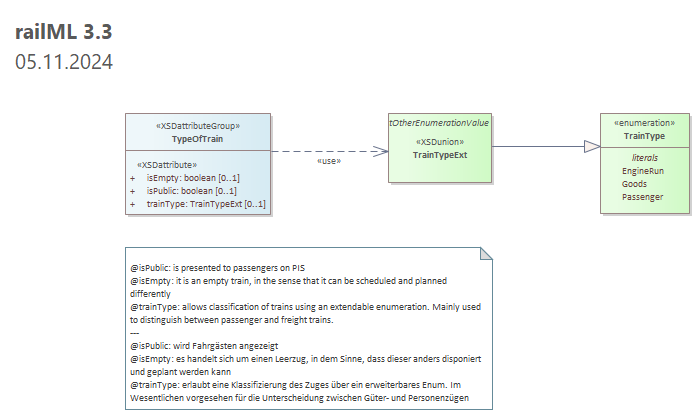 railML 3.3
05.11.2024
«XSDattributeGroup»
TypeOfTrain
«XSDattribute»
+ isEmpty: boolean [0..1]
+ isPublic: boolean [0..1]
+ trainType: TrainTypeExt [0..1]
«use»
tOtherEnumerationValue
«XSDunion»
TrainTypeExt
«enumeration»
TrainType
literals
EngineRun
Goods
Passenger
@isPublic: is presented to passengers on PIS
@isEmpty: it is an empty train, in the sense that it can be scheduled and planned
differently
@trainType: allows classification of trains using an extendable enumeration. Mainly used
to distinguish between passenger and freight trains.
---
@isPublic: wird Fahrgästen angezeigt
@isEmpty: es handelt sich um einen Leerzug, in dem Sinne, dass dieser anders disponiert
und geplant werden kann
@trainType: erlaubt eine Klassifizierung des Zuges über ein erweiterbares Enum. Im
Wesentlichen vorgesehen für die Unterscheidung zwischen Güter- und Personenzügen